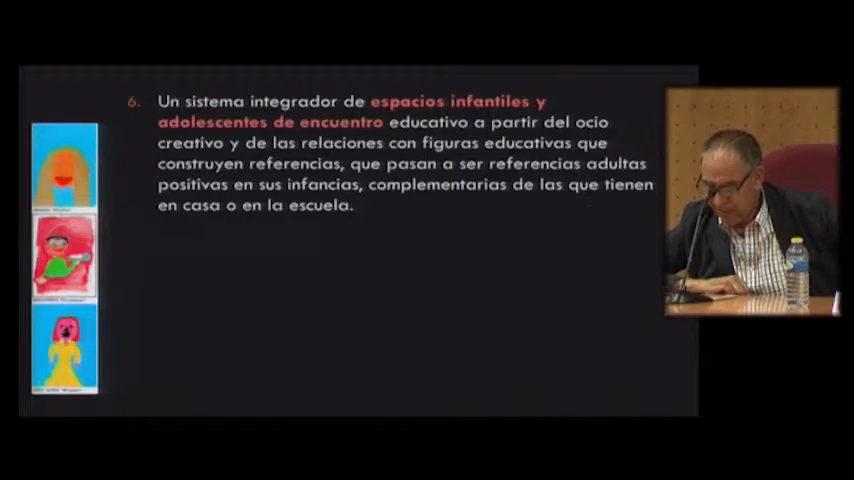 6. Un sistema integrador de espacios infantiles y
adolescentes de encuentro educativo a partir del ocio
creativo y de las relaciones con figuras educativas que
construyen referencias, que pasan a ser referencias adultas
positivas en sus infancias, complementarias de las que tienen
en casa o en la escuela.